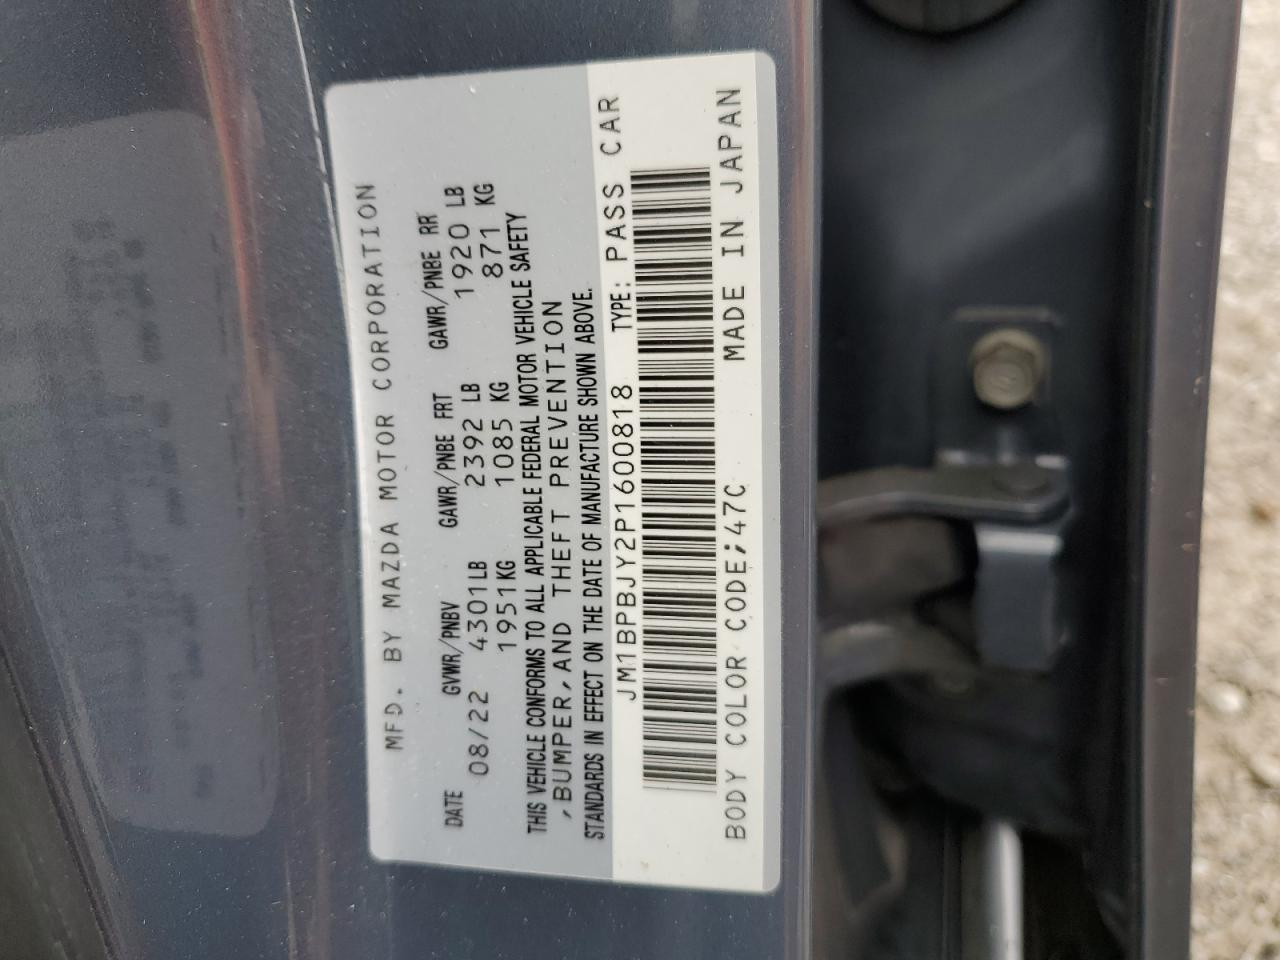 MFD. BY MAZDA MOTOR CORPORATION
DATE GVWR/PNBV GAWR/PNBE FRT GAWR/PNBE RR
08/22 4301LB 2392 LB 1920 LB
1951KG 1085 KG 871 KG
THIS VEHICLE CONFORMS TO ALL APPLICABLE FEDERAL MOTOR VEHICLE SAFETY
,BUMPER,AND THEFT PREVENTION
STANDARDS IN EFFECT ON THE DATE OF MANUFACTURE SHOWN ABOVE.
JM1BPBJY2P1600818 TYPE: PASS CAR
BODY COLOR CODE;47C MADE IN JAPAN